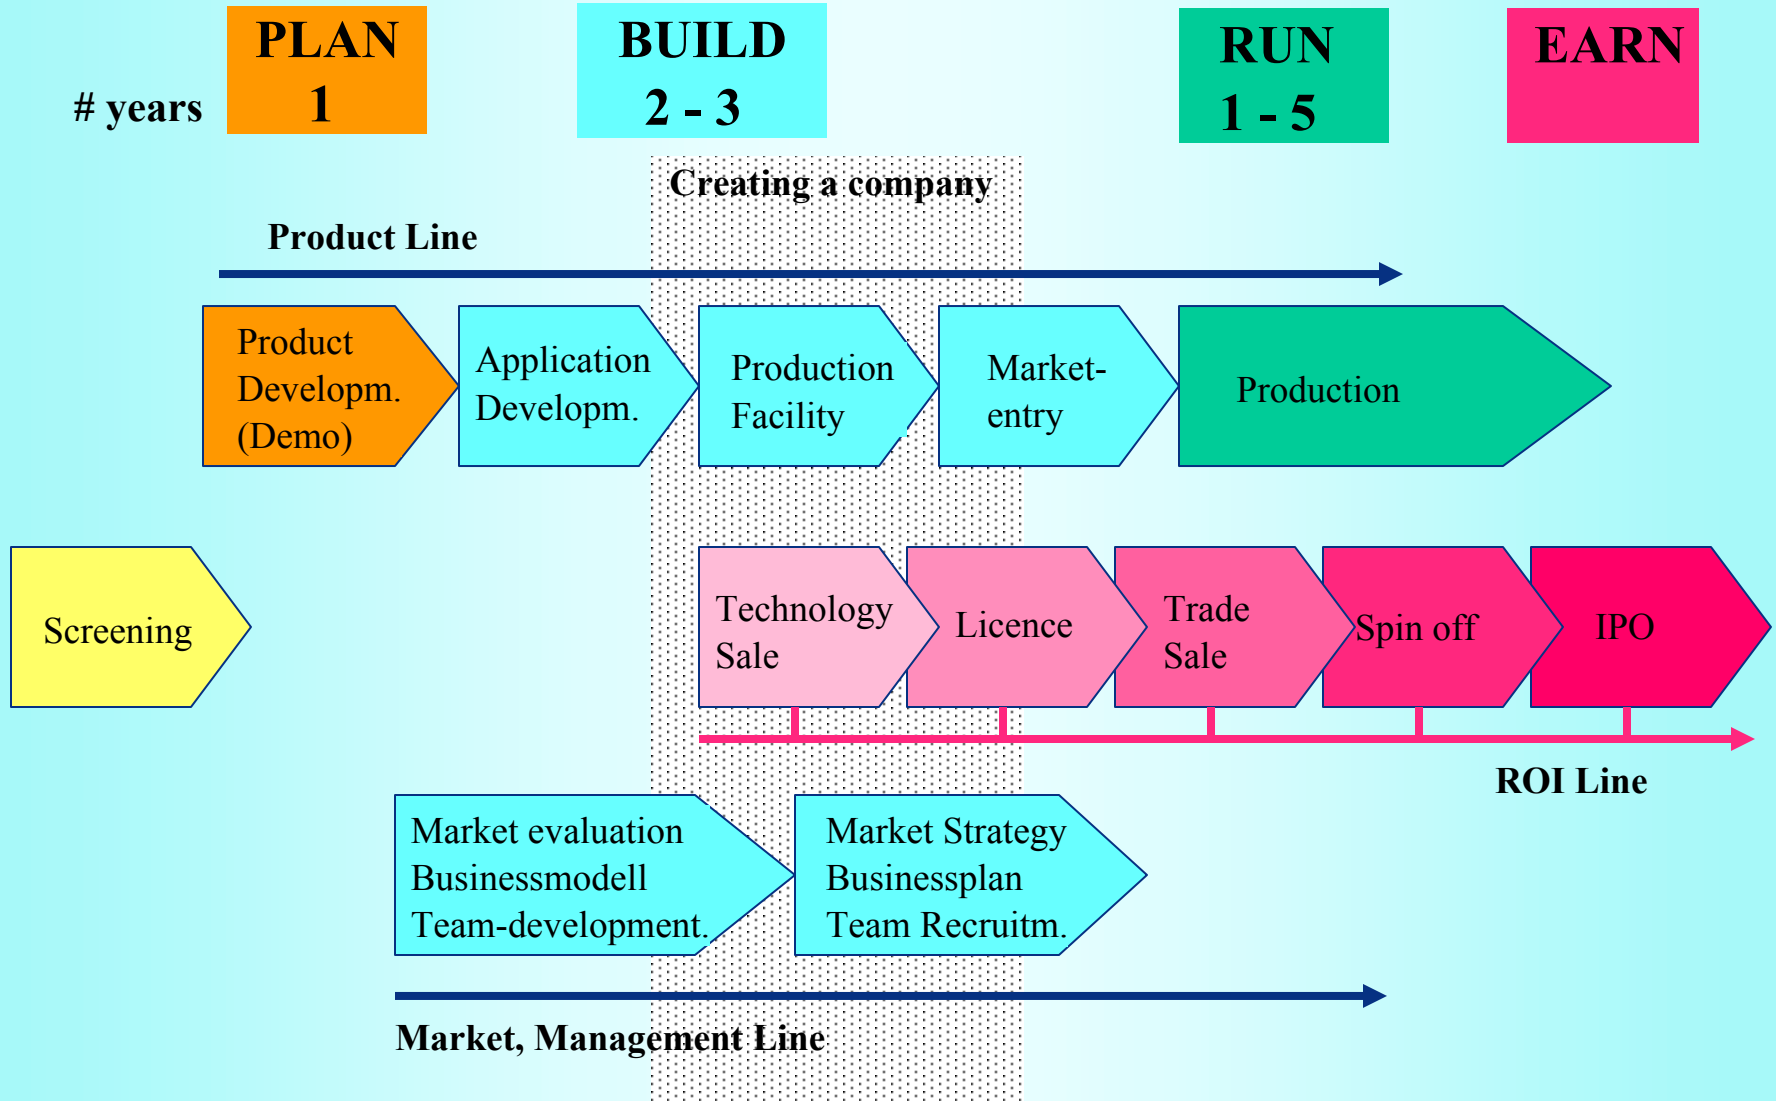 PLAN
1
BUILD
2 - 3
RUN
1 - 5
EARN
# years
Creating a company
Product Line
Product
Developm.
(Demo)
Application
Developm.
Production
Facility
Market-
entry
Production
Screening
Technology
Sale
Licence
Trade
Sale
Spin off
IPO
ROI Line
Market evaluation
Businessmodell
Team-development.
Market Strategy
Businessplan
Team Recruitm.
Market, Management Line